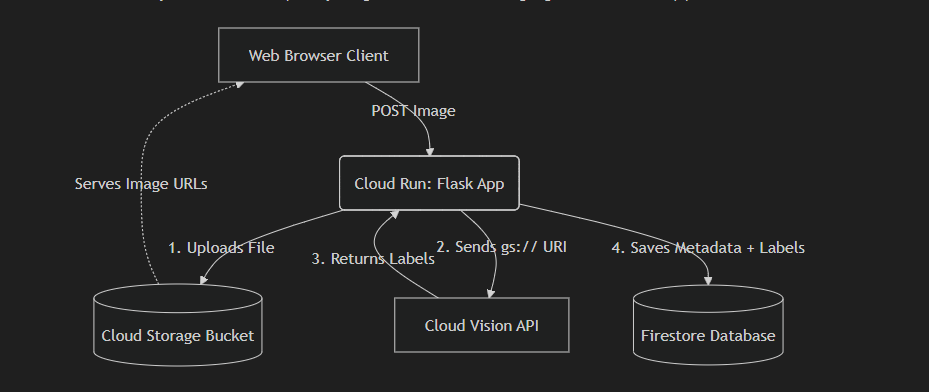 Web Browser Client
POST Image
Cloud Run: Flask App
Serves Image URLs
1. Uploads File
2. Sends gs:// URI
3. Returns Labels
4. Saves Metadata + Labels
Cloud Storage Bucket
Cloud Vision API
Firestore Database